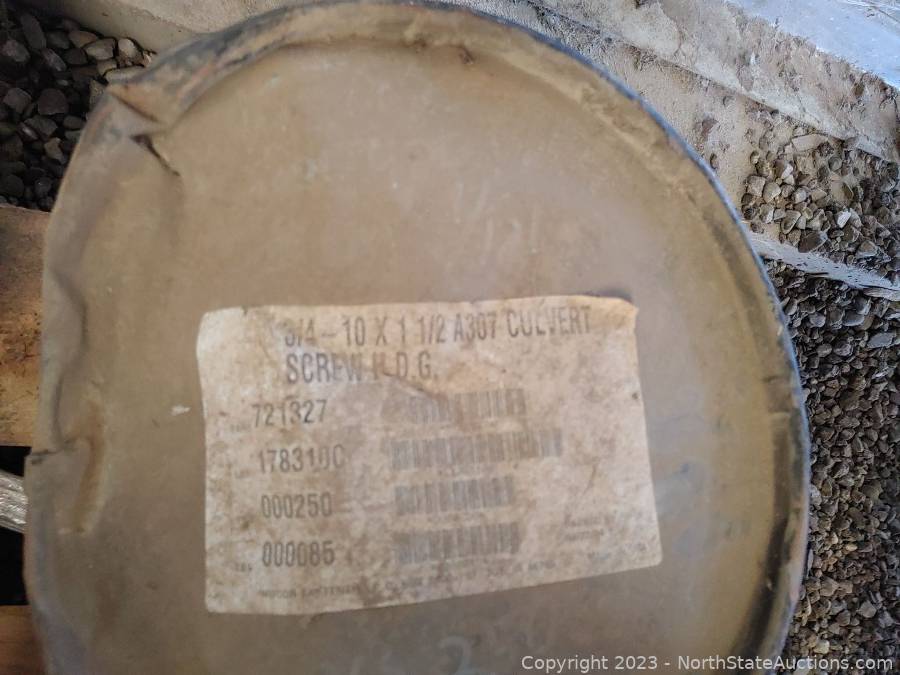 3/4-10 X 1 1/2 A307 CULVERT
SCREW H.D.G.
721327
178310C
000250
000085
Copyright © 2023 - NorthStateAuctions.com